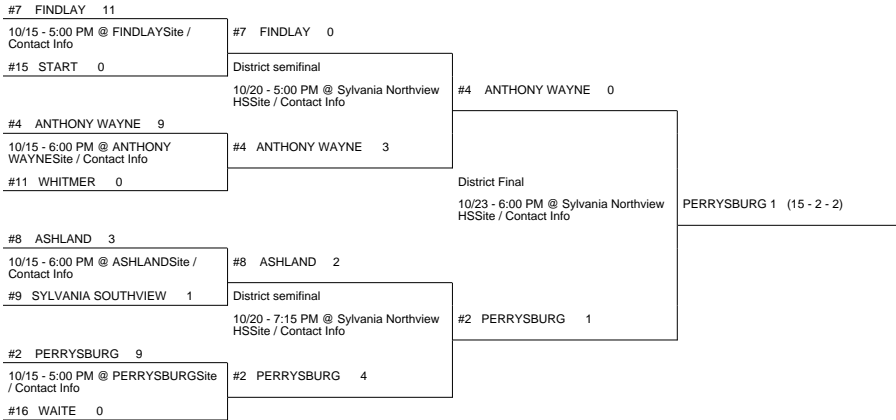 #7 FINDLAY 11
10/15 - 5:00 PM @ FINDLAYSite /
Contact Info
#15 START 0
#7 FINDLAY 0
District semifinal
10/20 - 5:00 PM @ Sylvania Northview
HSSite / Contact Info
#4 ANTHONY WAYNE 9
10/15 - 6:00 PM @ ANTHONY
WAYNESite / Contact Info
#11 WHITMER 0
#4 ANTHONY WAYNE 3
#4 ANTHONY WAYNE 0
District Final
10/23 - 6:00 PM @ Sylvania Northview
HSSite / Contact Info
PERRYSBURG 1 (15 - 2 - 2)
#8 ASHLAND 3
10/15 - 6:00 PM @ ASHLANDSite /
Contact Info
#9 SYLVANIA SOUTHVIEW 1
#8 ASHLAND 2
District semifinal
10/20 - 7:15 PM @ Sylvania Northview
HSSite / Contact Info
#2 PERRYSBURG 1
#2 PERRYSBURG 9
10/15 - 5:00 PM @ PERRYSBURGSite
/ Contact Info
#16 WAITE 0
#2 PERRYSBURG 4